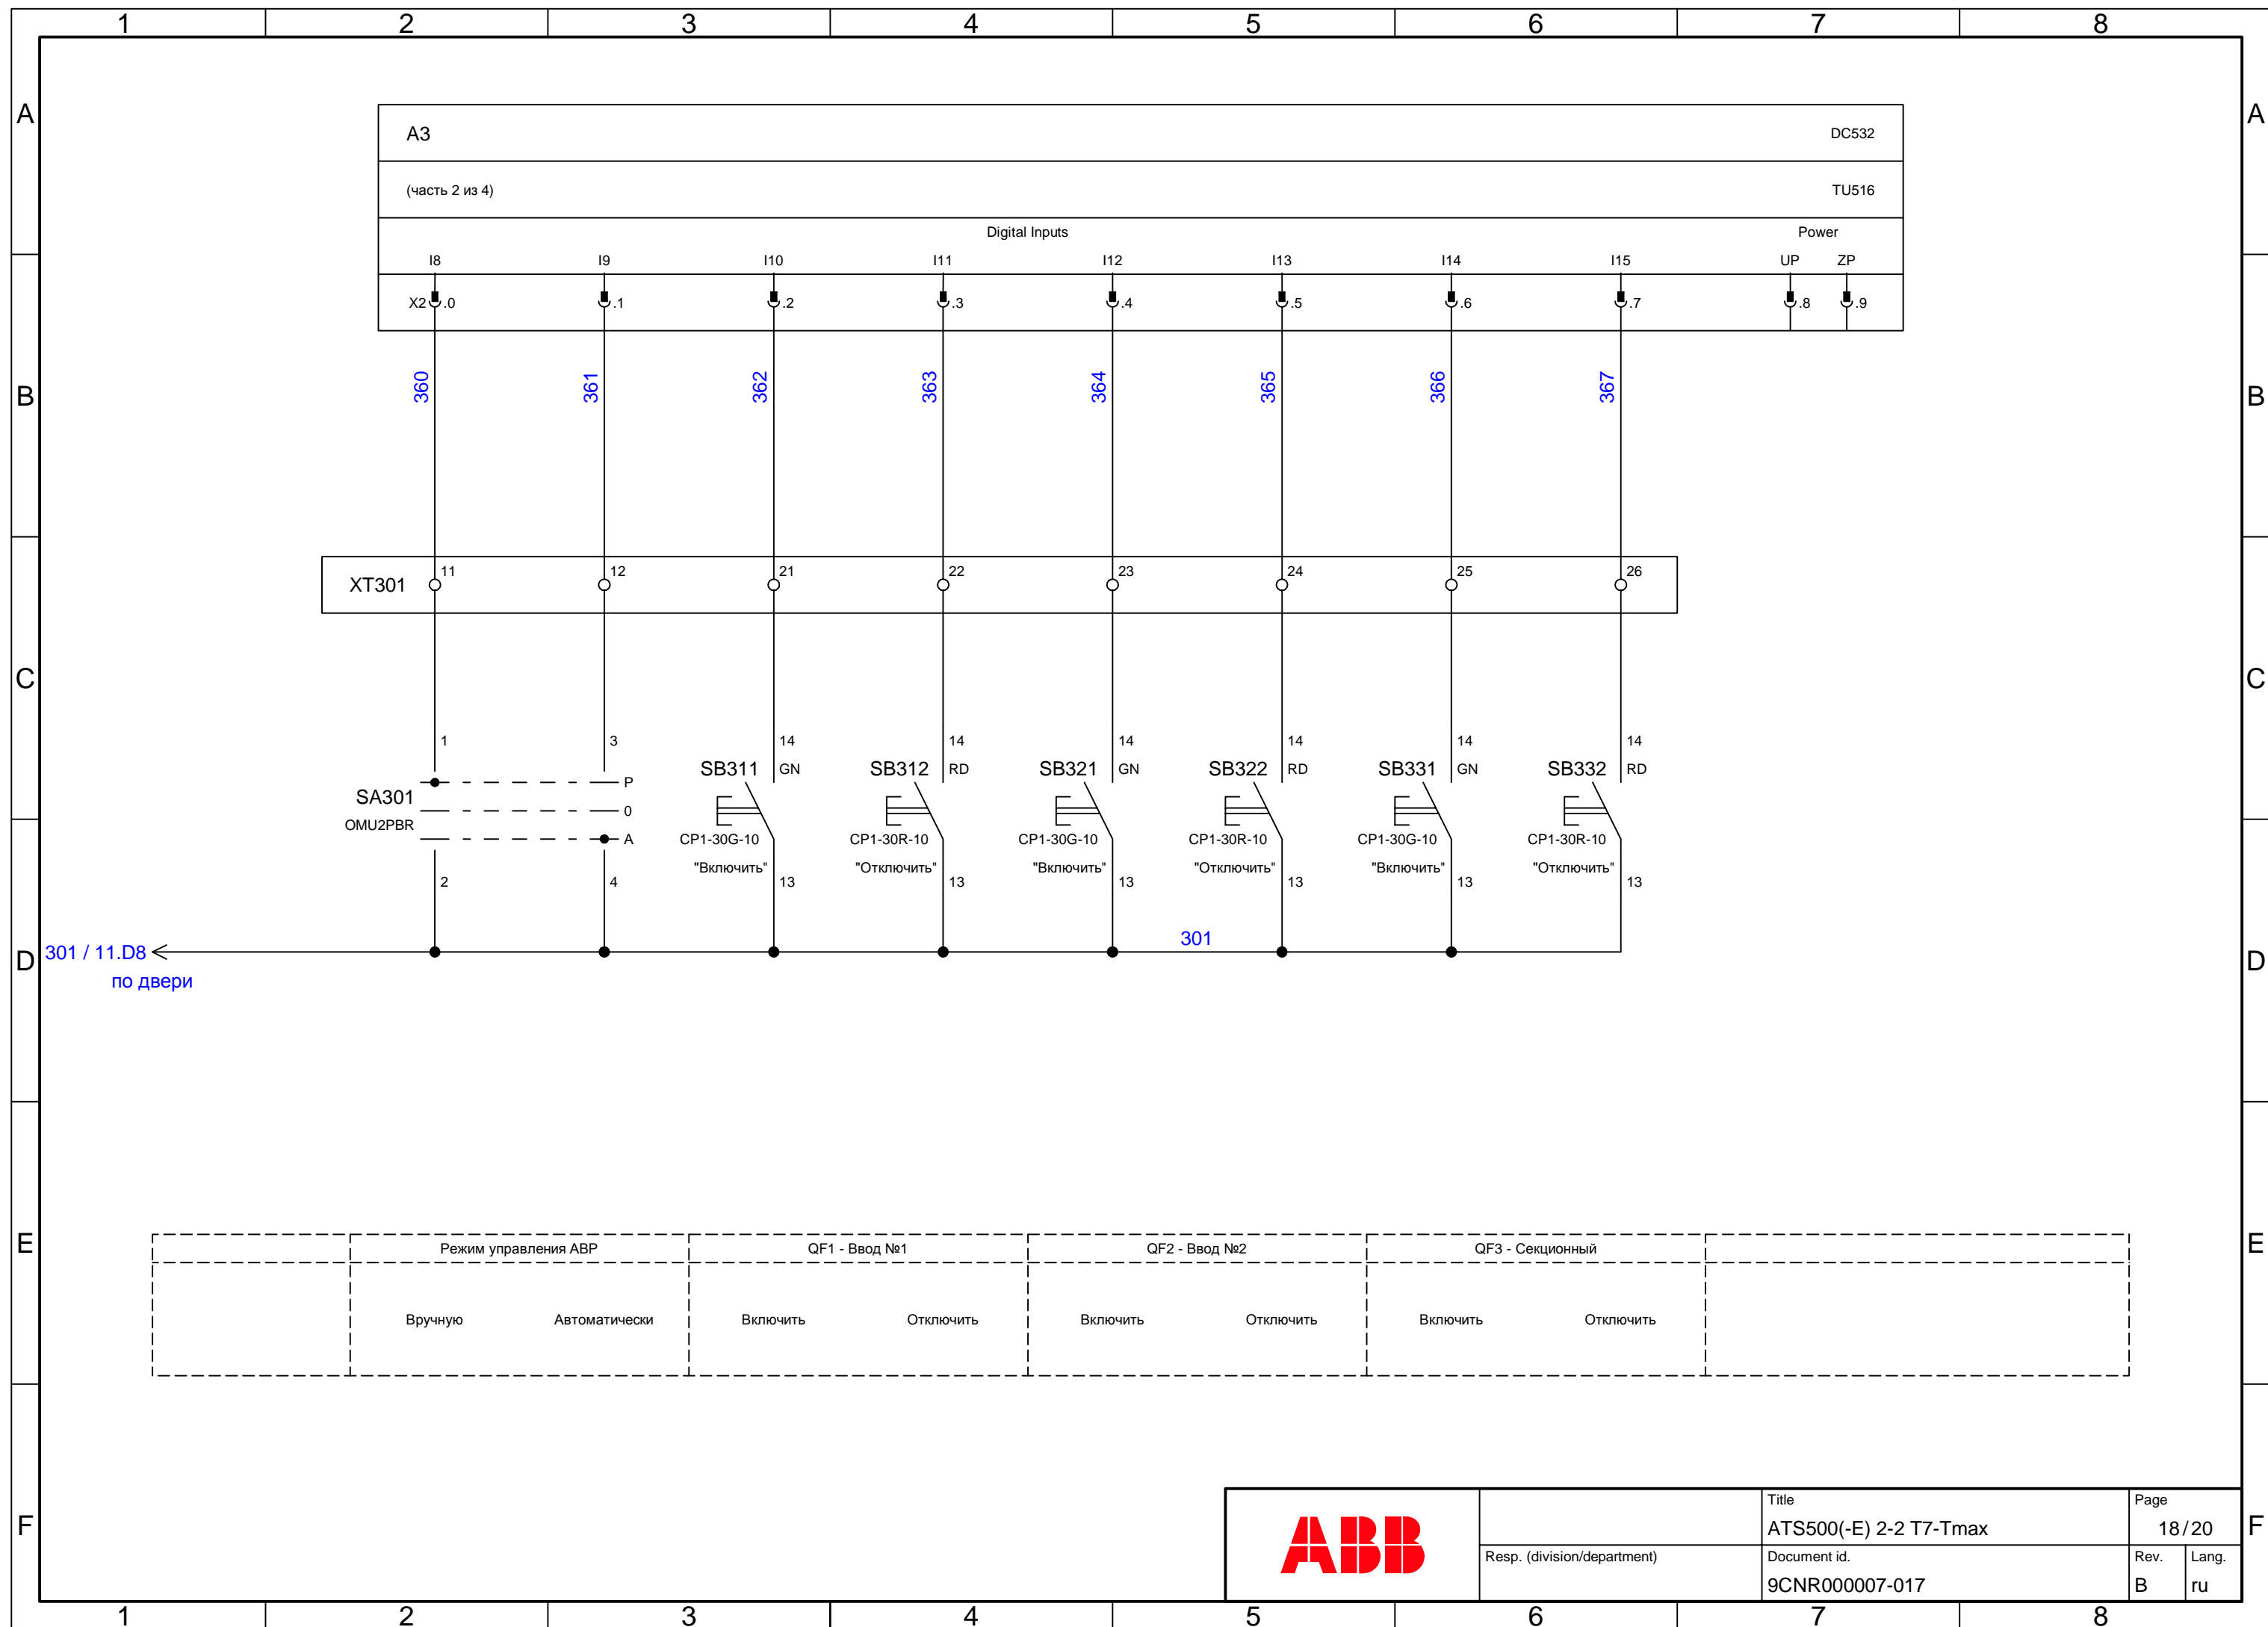 1 2 3 4 5 6 7 8
A A
A3 DC532
(часть 2 из 4) TU516
Digital Inputs Power
I8 I9 I10 I11 I12 I13 I14 I15 UP ZP
X2 .0 .1 .2 .3 .4 .5 .6 .7 .8 .9
B B
360 361 362 363 364 365 366 367
XT301 11 12 21 22 23 24 25 26
C C
1 3 14 14 14 14 14 14
SB311 GN SB312 RD SB321 GN SB322 RD SB331 GN SB332 RD
P
SA301
0
OMU2PBR
A CP1-30G-10 CP1-30R-10 CP1-30G-10 CP1-30R-10 CP1-30G-10 CP1-30R-10
"Включить" "Отключить" "Включить" "Отключить" "Включить" "Отключить"
2 4 13 13 13 13 13 13
301
D 301 / 11.D8 D
по двери
E E
Режим управления АВР QF1 - Ввод №1 QF2 - Ввод №2 QF3 - Секционный
Вручную Автоматически Включить Отключить Включить Отключить Включить Отключить
F F
ABB
Title
ATS500(-E) 2-2 T7-Tmax
Page
18/20
Resp. (division/department)
Document id.
9CNR000007-017
Rev.
B
Lang.
ru
1 2 3 4 5 6 7 8